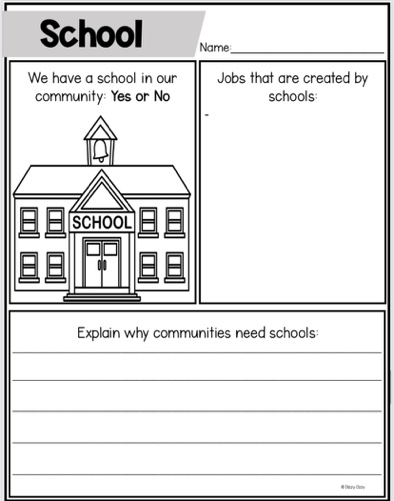 School
Name:
We have a school in our
community: Yes or No
SCHOOL
Jobs that are created by
schools:
-
Explain why communities need schools: